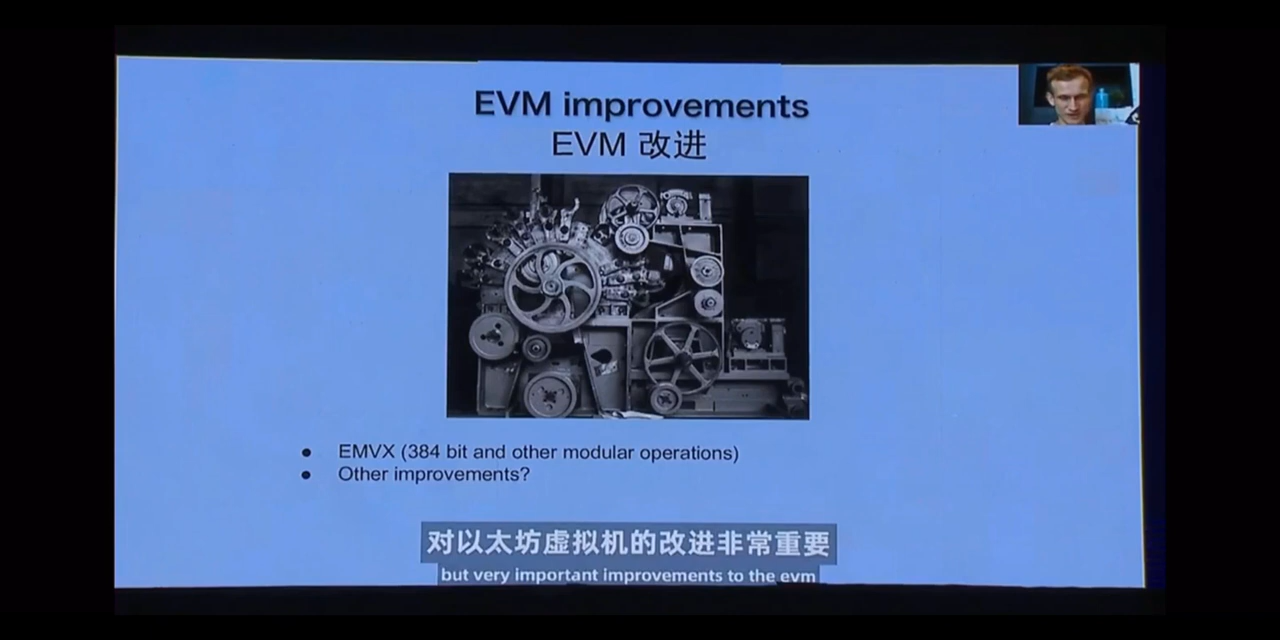 EVM improvements
EVM 改进
EMVX (384 bit and other modular operations)
Other improvements?
对以太坊虚拟机的改进非常重要
but very important improvements to the evm